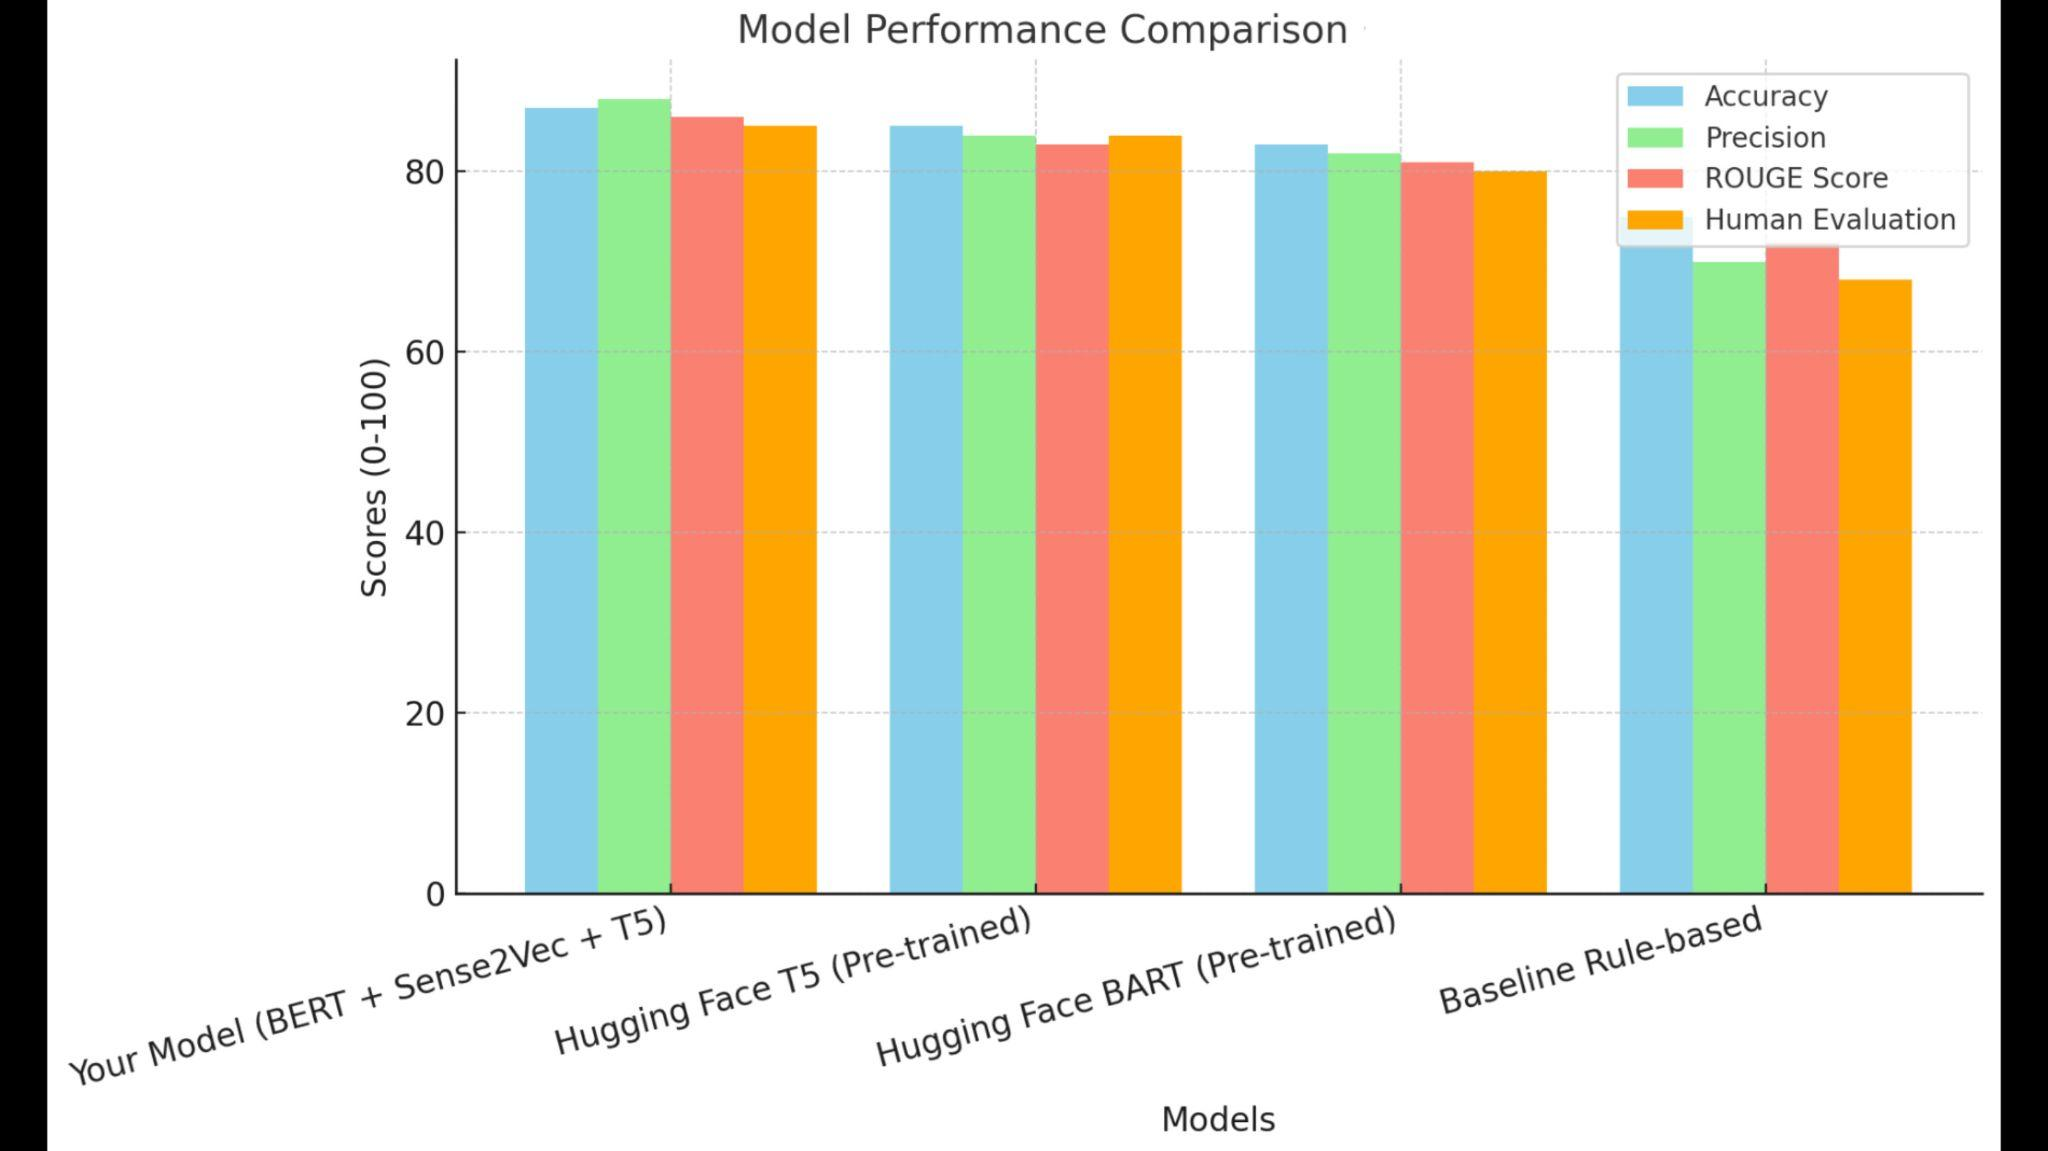 Model Performance Comparison
Accuracy
Precision
ROUGE Score
Human Evaluation
Scores (0-100)
80
60
40
20
0
Your Model (BERT + Sense2Vec + T5)
Hugging Face T5 (Pre-trained)
Hugging Face BART (Pre-trained)
Baseline Rule-based
Models